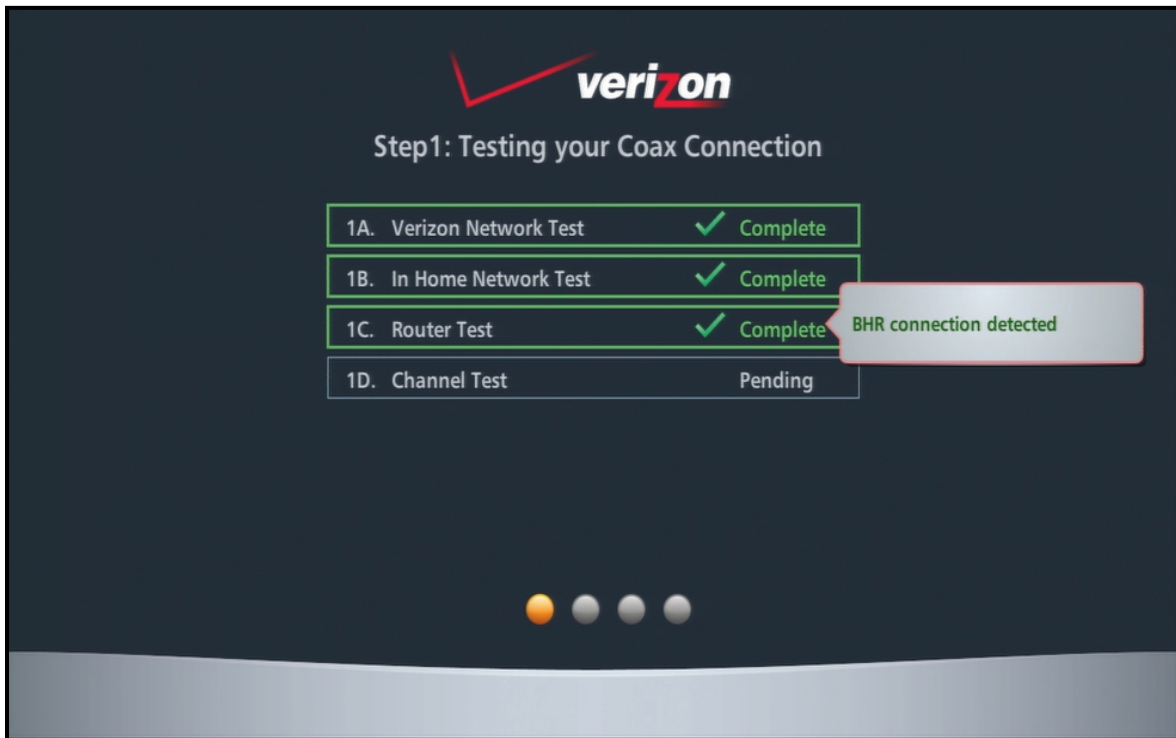 verizon
Step1: Testing your Coax Connection
1A. Verizon Network Test Complete
1B. In Home Network Test Complete
1C. Router Test Complete
BHR connection detected
1D. Channel Test Pending